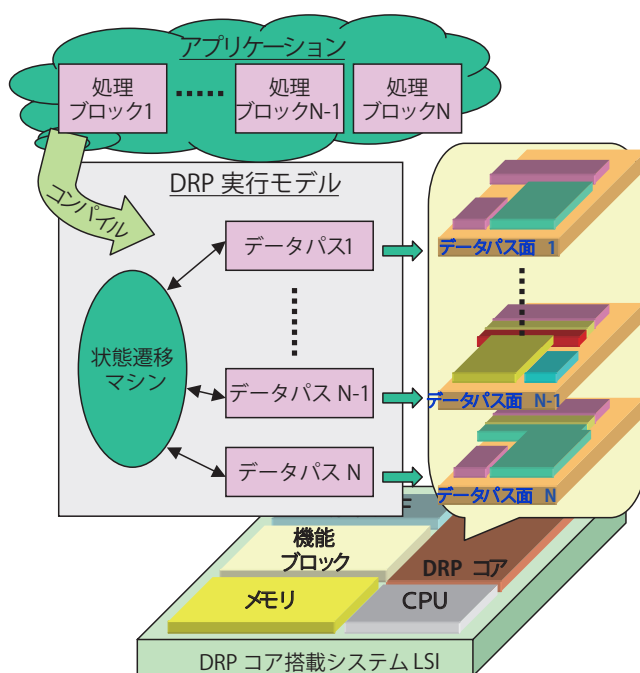 アプリケーション
処理
ブロック1
処理
ブロックN-1
処理
ブロックN
コンパイル
DRP 実行モデル
データパス1
データパス面 1
状態遷移
マシン
データパス N-1
データパス面 N-1
データパス N
データパス面 N
機能
ブロック
DRP コア
メモリ
CPU
DRP コア搭載システム LSI